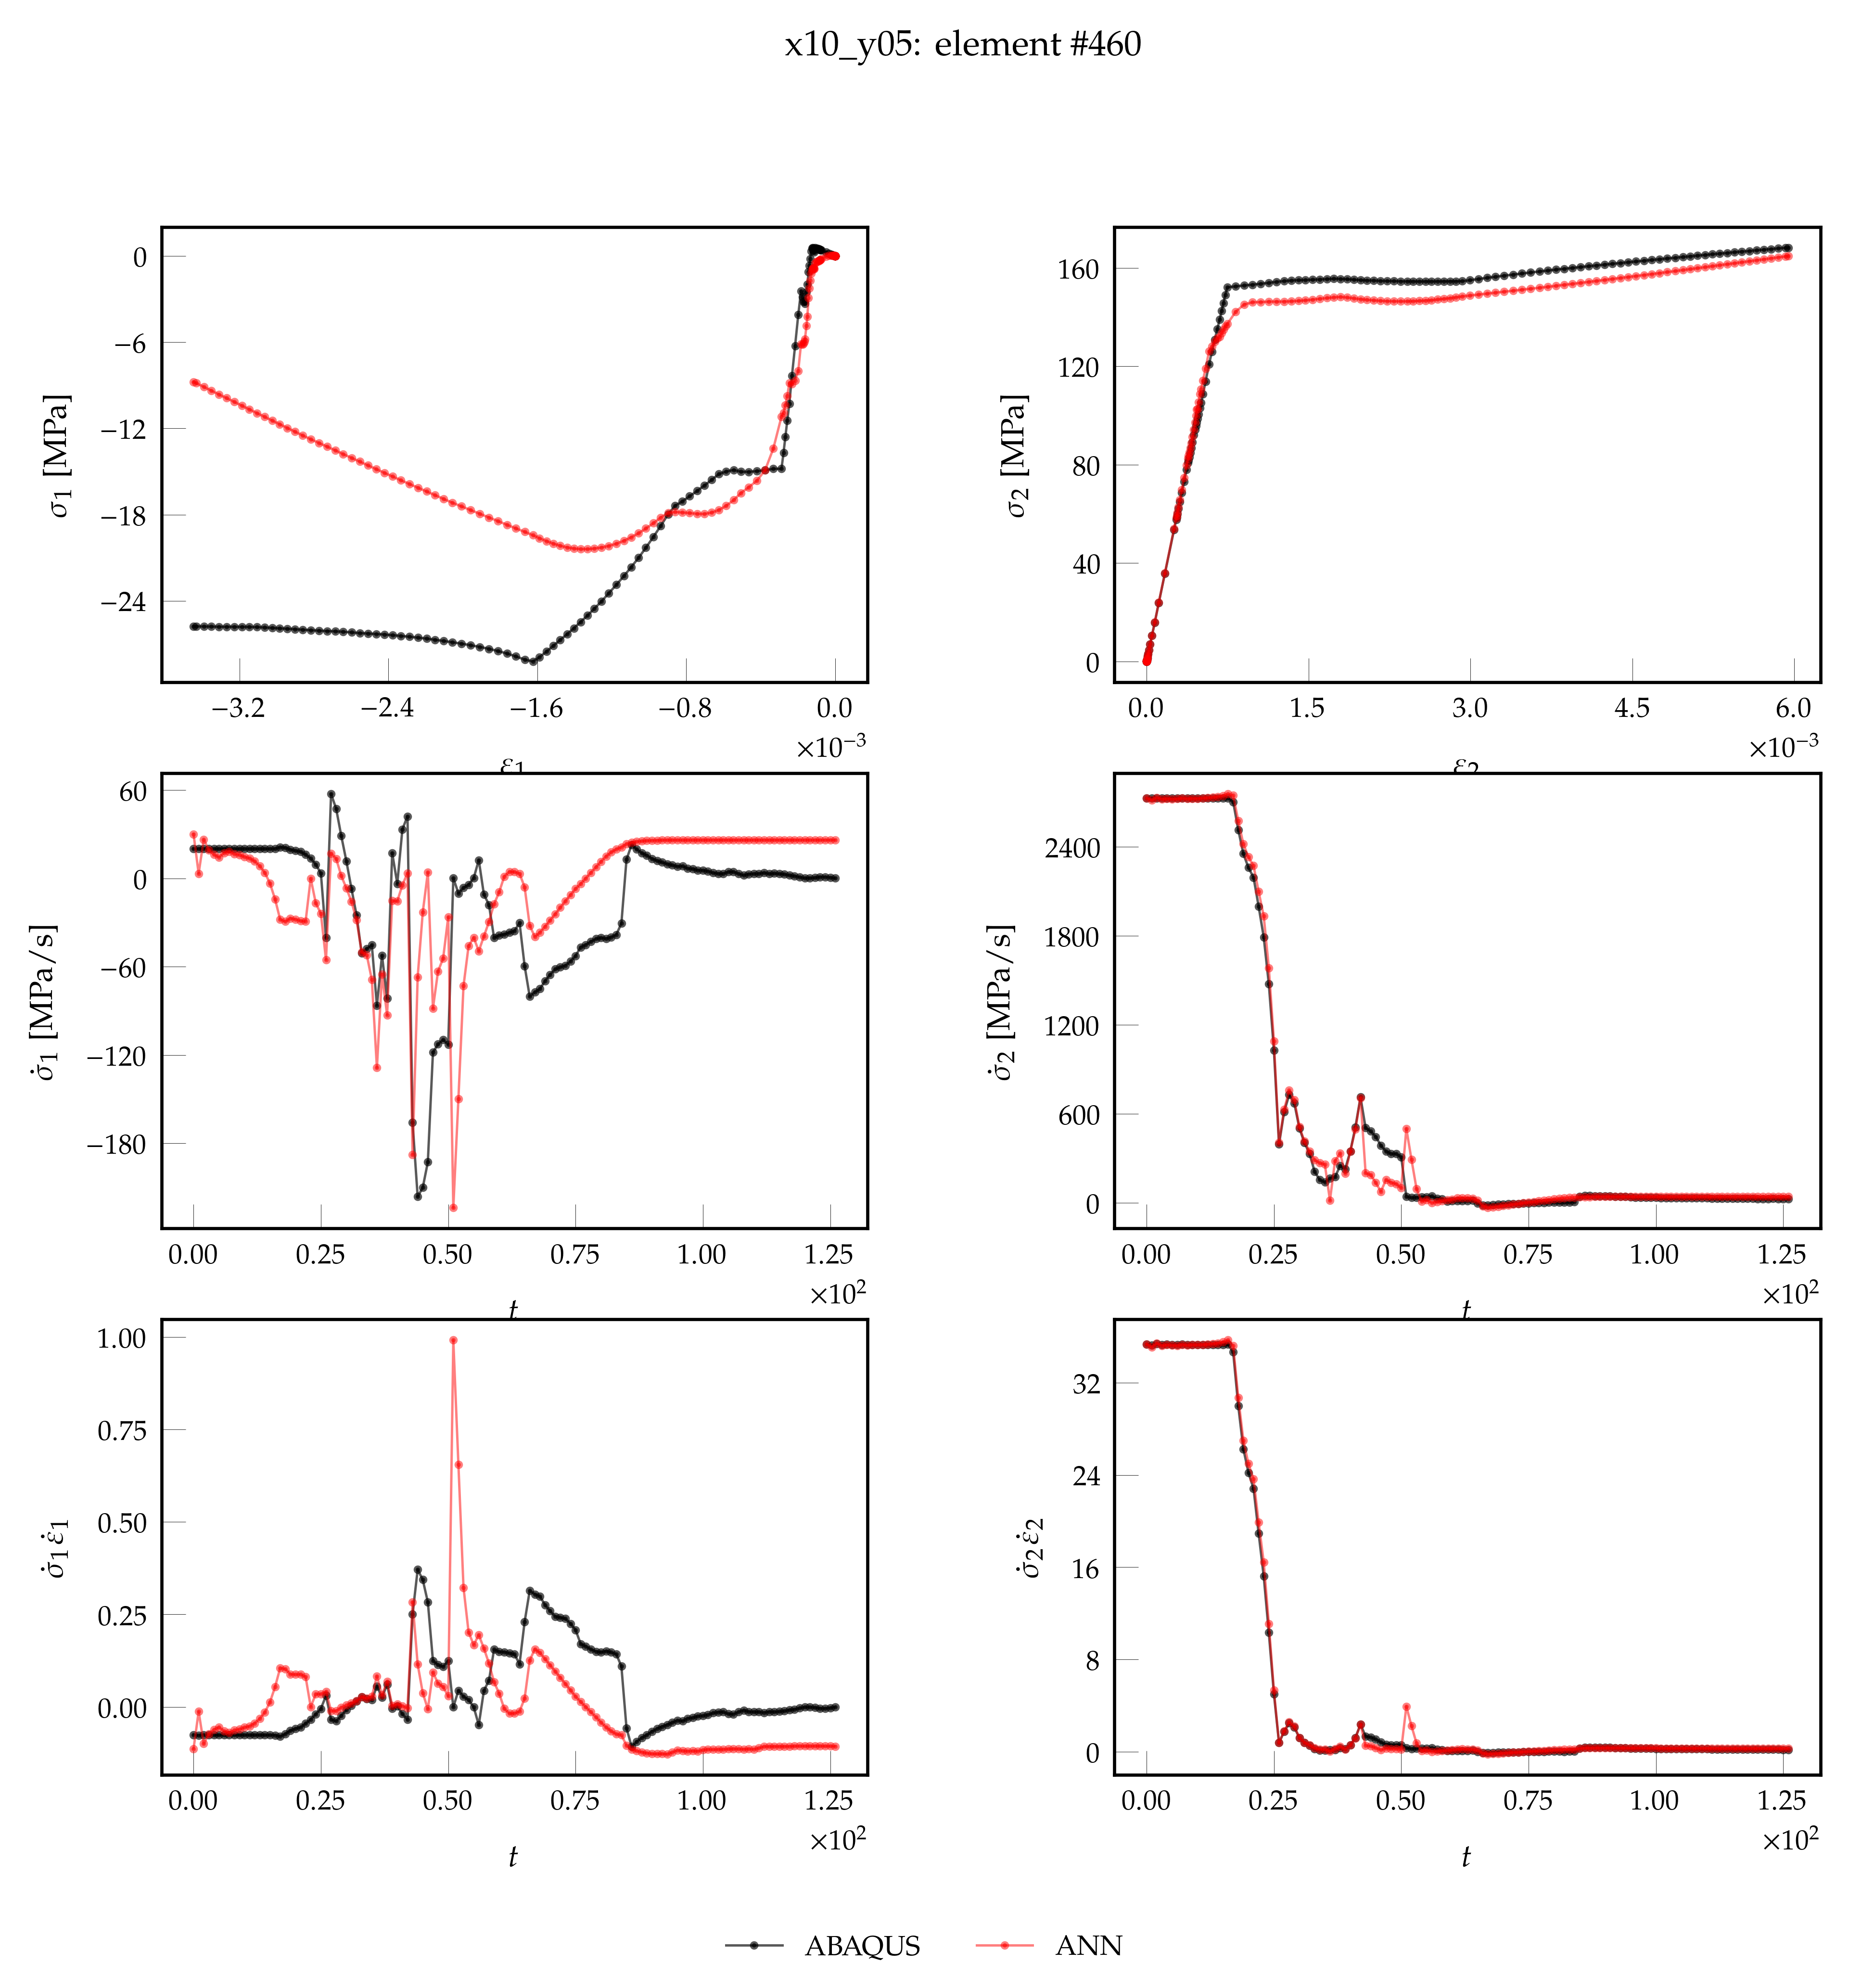 x10_y05: element #460
σ₁ [MPa]
0
−6
−12
−18
−24
−3.2 −2.4 −1.6 −0.8 0.0
×10⁻³
ε₁
σ₂ [MPa]
160
120
80
40
0
0.0 1.5 3.0 4.5 6.0
×10⁻³
ε₂
σ̇₁ [MPa/s]
60
0
−60
−120
−180
0.00 0.25 0.50 0.75 1.00 1.25
×10²
t
σ̇₂ [MPa/s]
2400
1800
1200
600
0
0.00 0.25 0.50 0.75 1.00 1.25
×10²
t
σ̇₁ε̇₁
1.00
0.75
0.50
0.25
0.00
0.00 0.25 0.50 0.75 1.00 1.25
×10²
t
σ̇₂ε̇₂
32
24
16
8
0
0.00 0.25 0.50 0.75 1.00 1.25
×10²
t
ABAQUS ANN